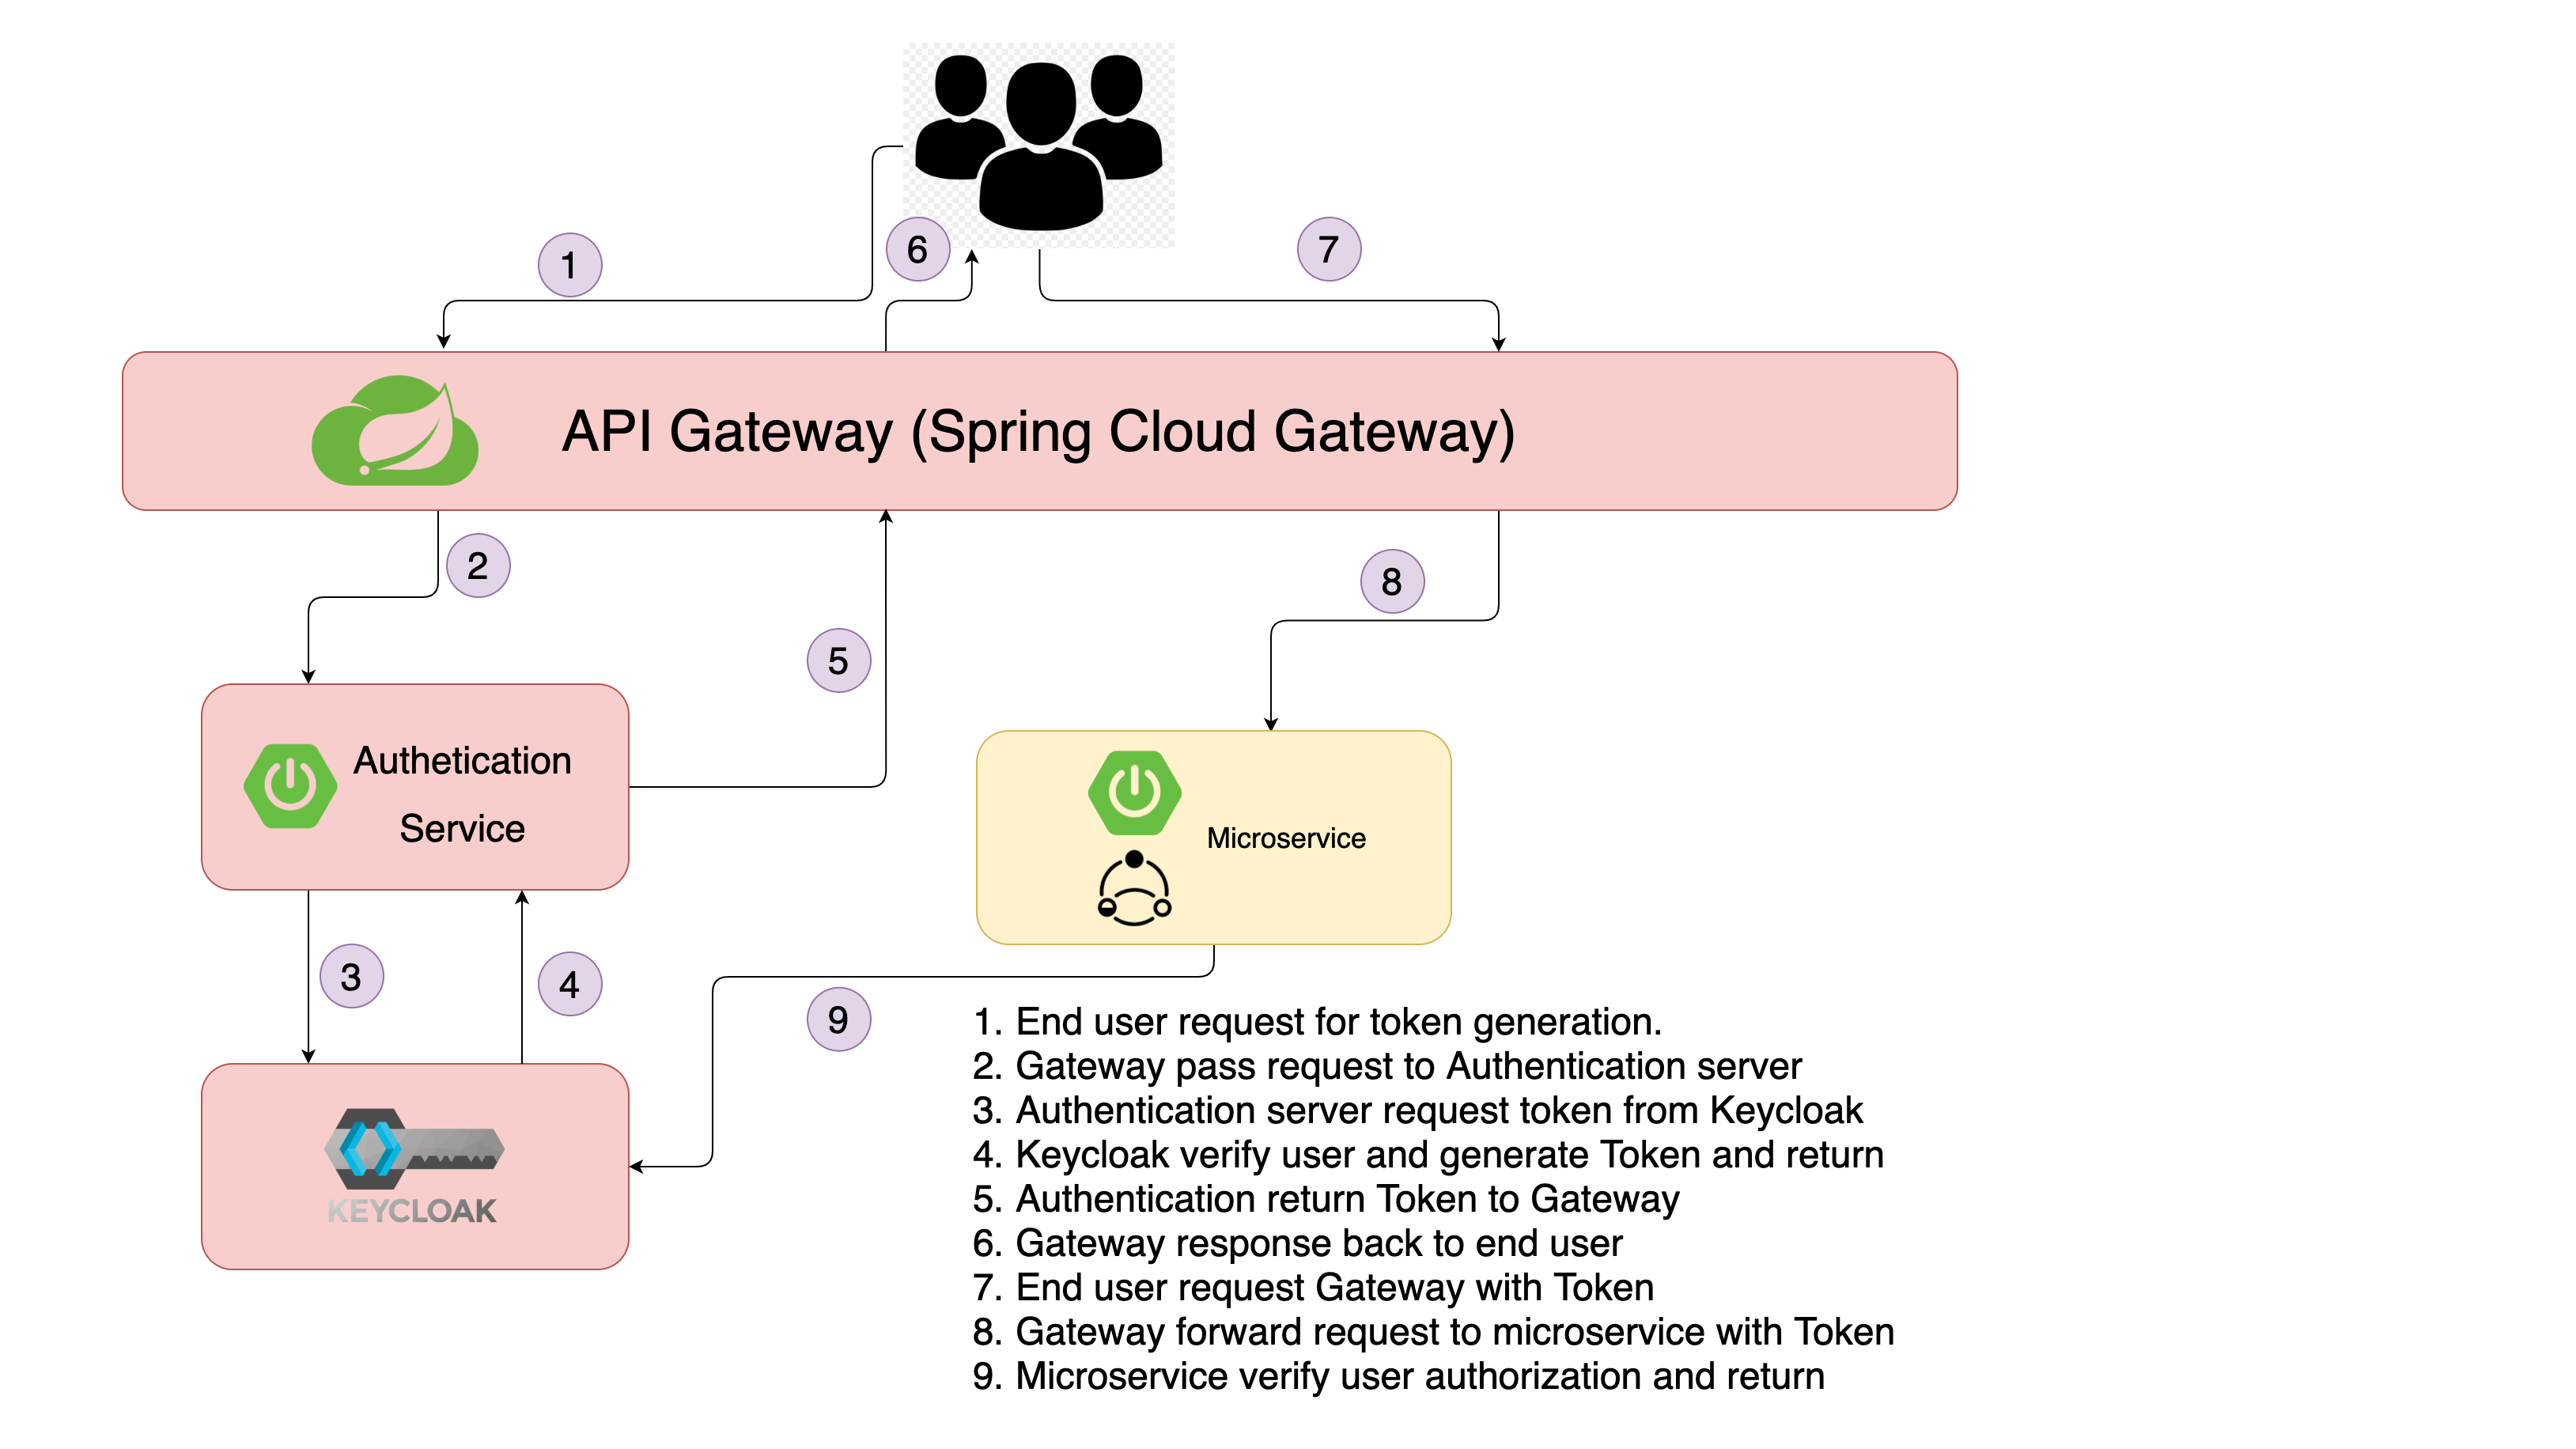 1
6
7
API Gateway (Spring Cloud Gateway)
2
8
5
Authetication
Service
Microservice
3
4
9
KEYCLOAK
1. End user request for token generation.
2. Gateway pass request to Authentication server
3. Authentication server request token from Keycloak
4. Keycloak verify user and generate Token and return
5. Authentication return Token to Gateway
6. Gateway response back to end user
7. End user request Gateway with Token
8. Gateway forward request to microservice with Token
9. Microservice verify user authorization and return